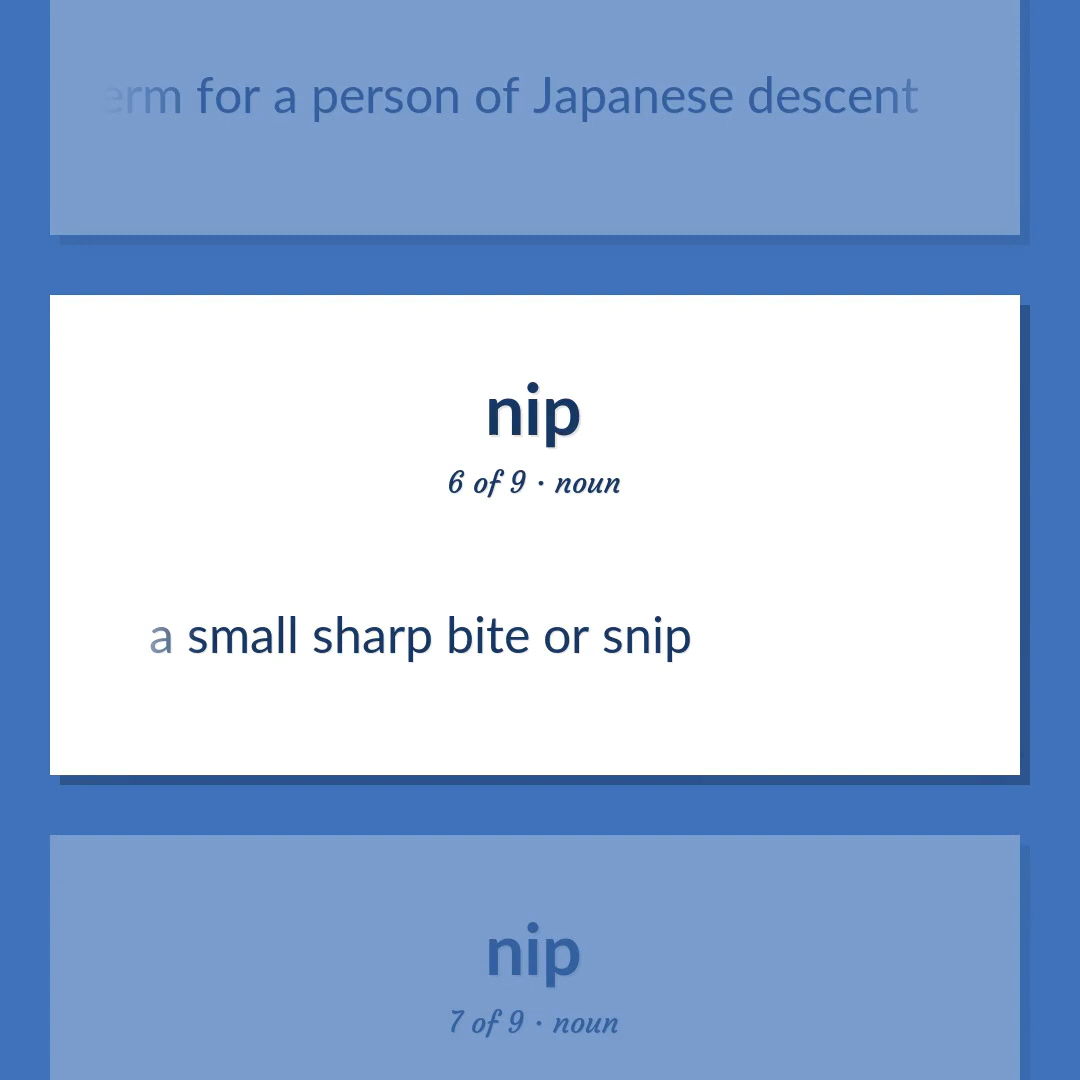 erm for a person of Japanese descent
nip
6 of 9 · noun
a small sharp bite or snip
nip
7 of 9 · noun